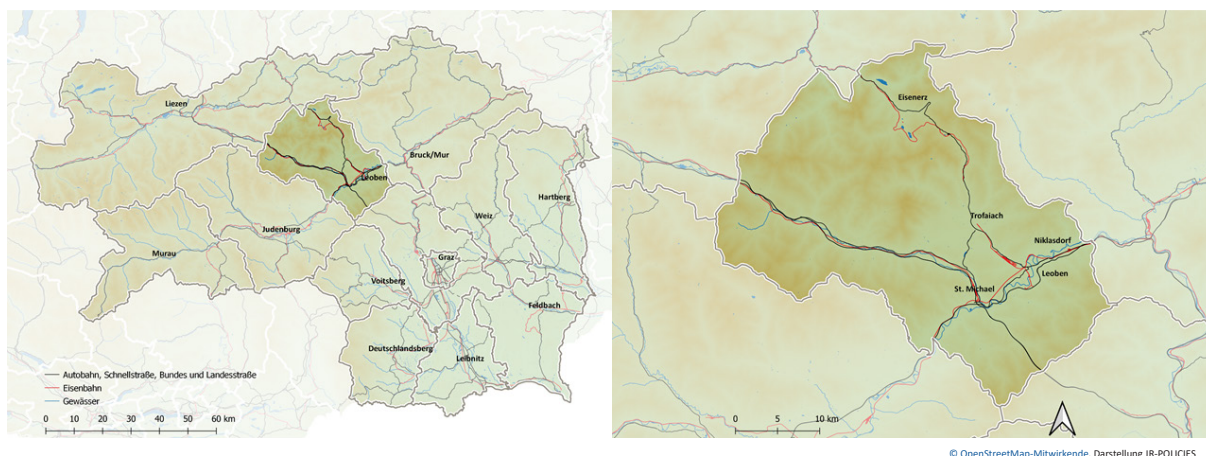 Liezen
Bruck/Mur
Leoben
Hartberg
Weiz
Judenburg
Murau
Graz
Voitsberg
Feldbach
Deutschlandsberg
Leibnitz
Autobahn, Schnellstraße, Bundes und Landesstraße
Eisenbahn
Gewässer
0 10 20 30 40 50 60 km
Eisenerz
Trofaiach
Niklasdorf
Leoben
St. Michael
0 5 10 km
© OpenStreetMap-Mitwirkende, Darstellung JR-POLICIES